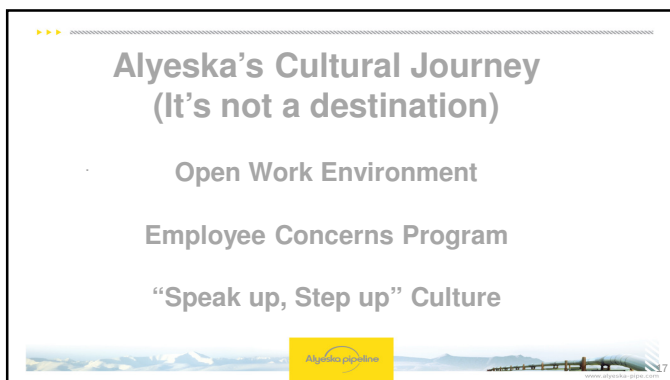 Alyeska’s Cultural Journey
(It’s not a destination)
Open Work Environment
Employee Concerns Program
“Speak up, Step up” Culture
Alyeska pipeline
17
www.alyeska-pipe.com